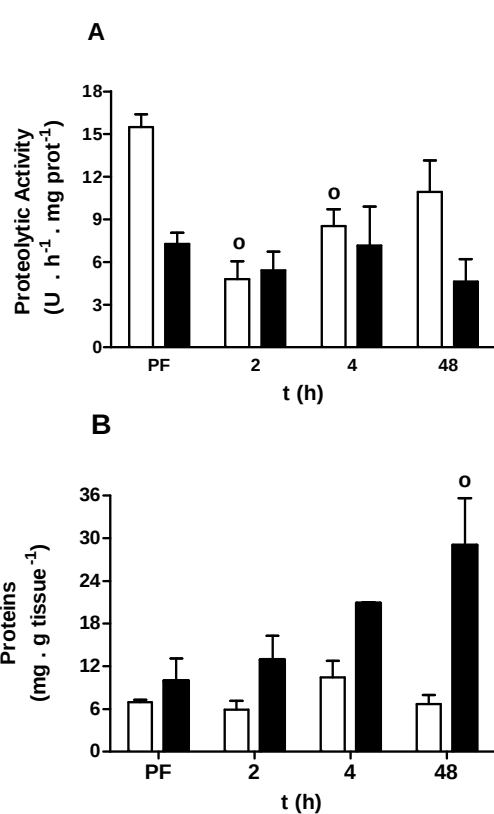 A
Proteolytic Activity
(U . h-1 . mg prot-1)
18
15
12
9
6
3
0
o
o
PF 2 4 48
t (h)
B
Proteins
(mg . g tissue-1)
36
30
24
18
12
6
0
o
PF 2 4 48
t (h)